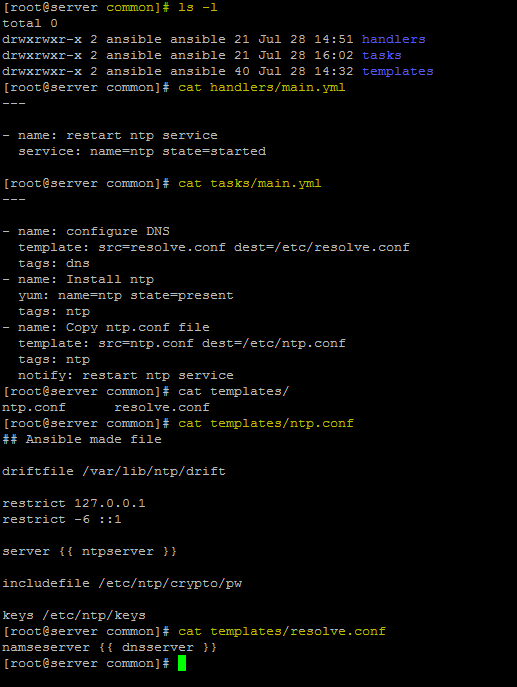 [root@server common]# ls -l
total 0
drwxrwxr-x 2 ansible ansible 21 Jul 28 14:51 handlers
drwxrwxr-x 2 ansible ansible 21 Jul 28 16:02 tasks
drwxrwxr-x 2 ansible ansible 40 Jul 28 14:32 templates
[root@server common]# cat handlers/main.yml
---

- name: restart ntp service
  service: name=ntp state=started

[root@server common]# cat tasks/main.yml
---

- name: configure DNS
  template: src=resolve.conf dest=/etc/resolve.conf
  tags: dns
- name: Install ntp
  yum: name=ntp state=present
  tags: ntp
- name: Copy ntp.conf file
  template: src=ntp.conf dest=/etc/ntp.conf
  tags: ntp
  notify: restart ntp service
[root@server common]# cat templates/
ntp.conf      resolve.conf
[root@server common]# cat templates/ntp.conf
## Ansible made file

driftfile /var/lib/ntp/drift

restrict 127.0.0.1
restrict -6 ::1

server {{ ntpserver }}

includefile /etc/ntp/crypto/pw

keys /etc/ntp/keys
[root@server common]# cat templates/resolve.conf
namseserver {{ dnsserver }}
[root@server common]#